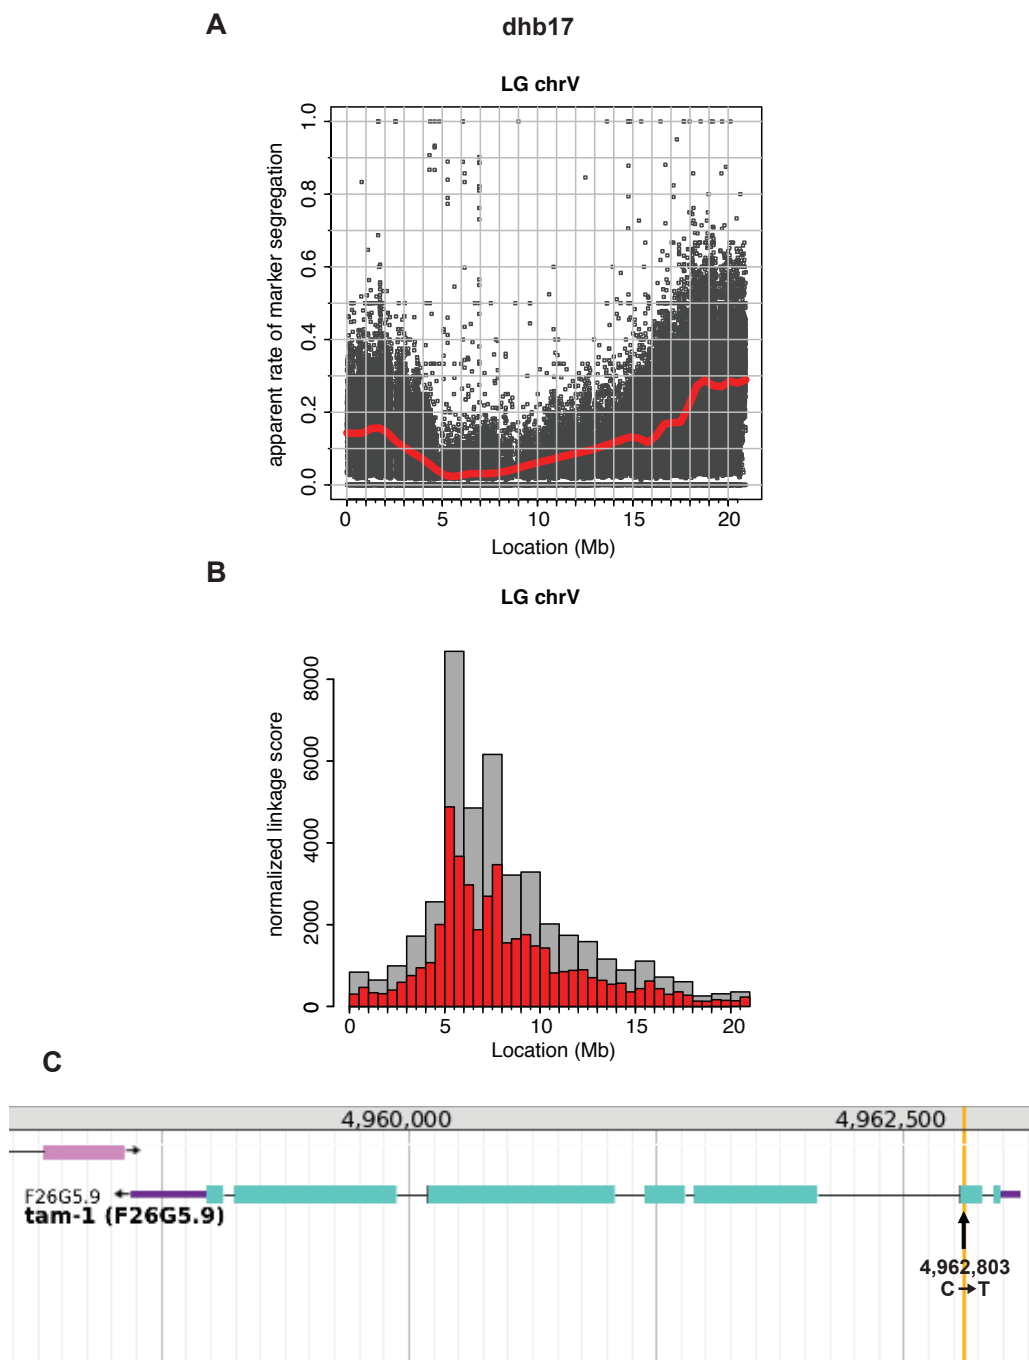 A
dhb17
LG chrV
apparent rate of marker segregation
1.0
0.8
0.6
0.4
0.2
0.0
0 5 10 15 20
Location (Mb)
B
LG chrV
normalized linkage score
8000
6000
4000
2000
0
0 5 10 15 20
Location (Mb)
C
4,960,000 4,962,500
F26G5.9
tam-1 (F26G5.9)
4,962,803
C→T